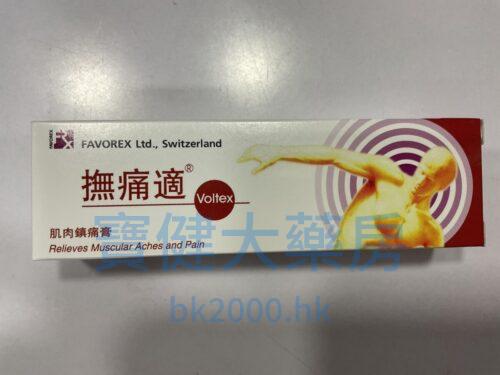 FAVOREX
FAVOREX Ltd., Switzerland
撫痛適®
Voltex
肌肉鎮痛膏
Relieves Muscular Aches and Pain
寶健大藥房
bk2000.hk